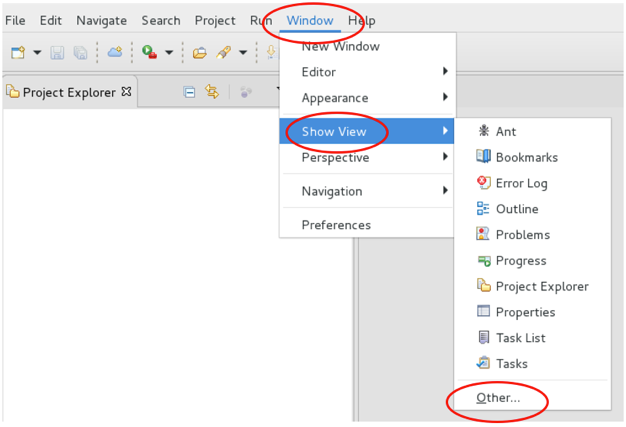 File Edit Navigate Search Project Run Window Help
New Window
Project Explorer
Editor
Appearance
Show View
Perspective
Navigation
Preferences
Ant
Bookmarks
Error Log
Outline
Problems
Progress
Project Explorer
Properties
Task List
Tasks
Other...